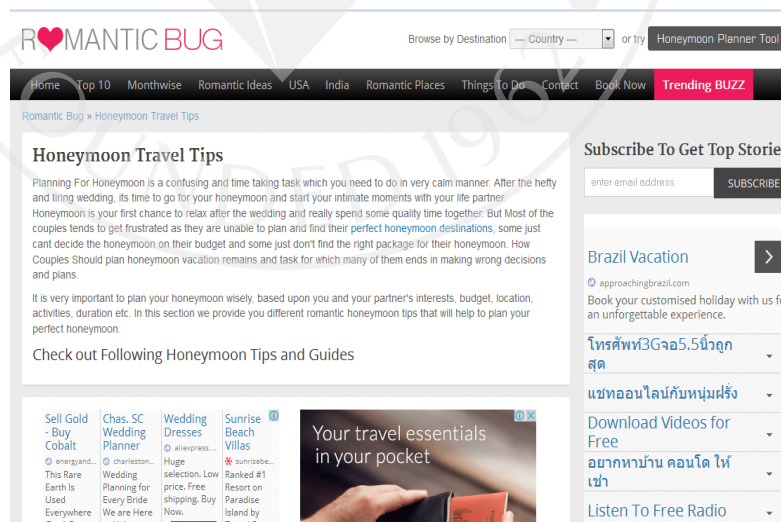 ROMANTIC BUG
Browse by Destination --- Country --- or try Honeymoon Planner Tool
Home Top 10 Monthwise Romantic Ideas USA India Romantic Places Things To Do Contact Book Now Trending BUZZ
Romantic Bug » Honeymoon Travel Tips
Honeymoon Travel Tips
Planning For Honeymoon is a confusing and time taking task which you need to do in very calm manner. After the hefty
and tiring wedding, its time to go for your honeymoon and start your intimate moments with your life partner.
Honeymoon is your first chance to relax after the wedding and really spend some quality time together. But Most of the
couples tends to get frustrated as they are unable to plan and find their perfect honeymoon destinations, some just
cant decide the honeymoon on their budget and some just don't find the right package for their honeymoon. How
Couples Should plan honeymoon vacation remains and task for which many of them ends in making wrong decisions
and plans.
It is very important to plan your honeymoon wisely, based upon you and your partner's interests, budget, location,
activities, duration etc. In this section we provide you different romantic honeymoon tips that will help to plan your
perfect honeymoon.
Check out Following Honeymoon Tips and Guides
Sell Gold
- Buy
Cobalt
energyand...
This Rare
Earth Is
Used
Everywhere
Chas. SC
Wedding
Planner
charleston...
Wedding
Planning for
Every Bride
We are Here
Wedding
Dresses
aliexpress....
Huge
selection. Low
price. Free
shipping. Buy
Now.
Sunrise
Beach
Villas
sunrisebe...
Ranked #1
Resort on
Paradise
Island by
Your travel essentials
in your pocket
Subscribe To Get Top Storie
enter email address SUBSCRIBE
Brazil Vacation
approachingbrazil.com
Book your customised holiday with us f
an unforgettable experience.
โทรศัพท์3Gจอ5.5นิ้วถูก
สุด
แชทออนไลน์กับหนุ่มฝรั่ง
Download Videos for
Free
อยากหาบ้าน คอนโด ให้
เช่า
Listen To Free Radio
UNDED 1962